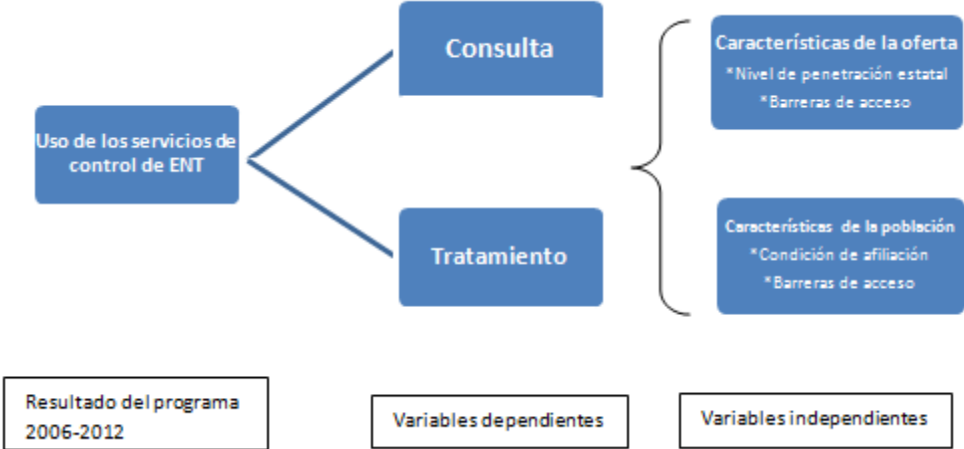 Consulta
Características de la oferta
*Nivel de penetración estatal
*Barreras de acceso
Uso de los servicios de
control de ENT
Tratamiento
Características de la población
*Condición de afiliación
*Barreras de acceso
Resultado del programa
2006-2012
Variables dependientes
Variables independientes